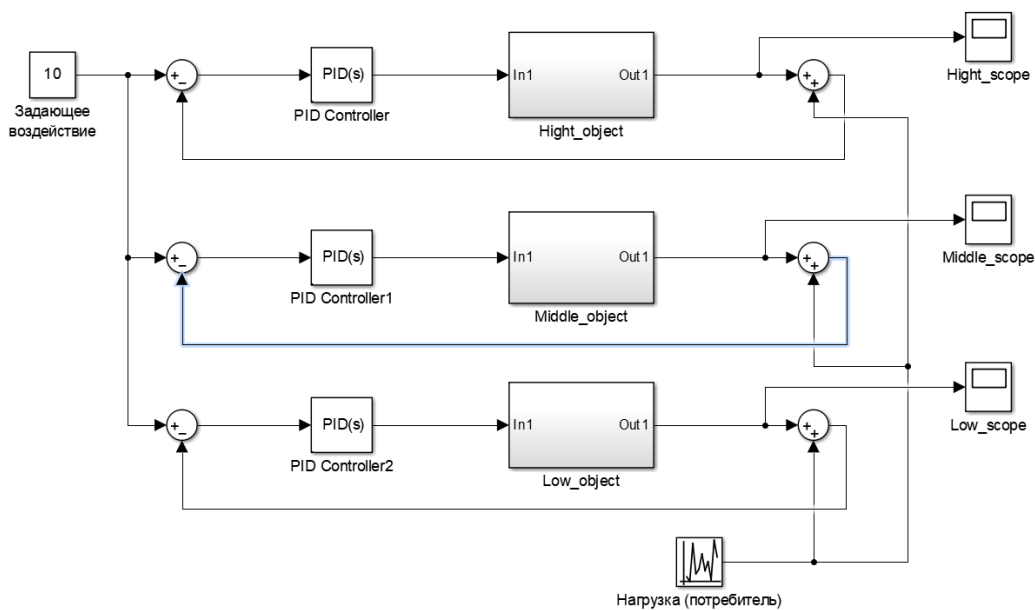 10
Задающее
воздействие
+
−
PID(s)
PID Controller
In1
Out1
Hight_object
+
+
Hight_scope
+
−
PID(s)
PID Controller1
In1
Out1
Middle_object
+
+
Middle_scope
+
−
PID(s)
PID Controller2
In1
Out1
Low_object
+
+
Low_scope
Нагрузка (потребитель)